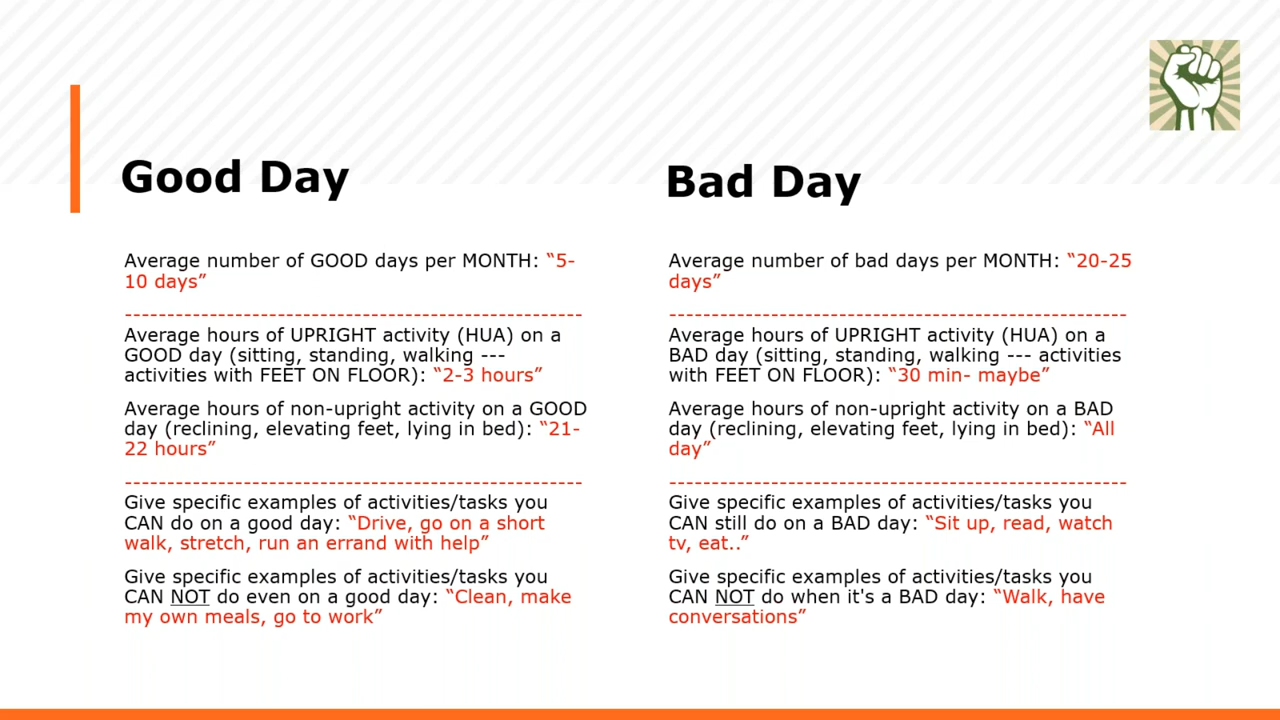 Good Day
Average number of GOOD days per MONTH: “5-
10 days”
-------------------------------------------------------
Average hours of UPRIGHT activity (HUA) on a
GOOD day (sitting, standing, walking ---
activities with FEET ON FLOOR): “2-3 hours”
Average hours of non-upright activity on a GOOD
day (reclining, elevating feet, lying in bed): “21-
22 hours”
-------------------------------------------------------
Give specific examples of activities/tasks you
CAN do on a good day: “Drive, go on a short
walk, stretch, run an errand with help”
Give specific examples of activities/tasks you
CAN NOT do even on a good day: “Clean, make
my own meals, go to work”
Bad Day
Average number of bad days per MONTH: “20-25
days”
-------------------------------------------------------
Average hours of UPRIGHT activity (HUA) on a
BAD day (sitting, standing, walking --- activities
with FEET ON FLOOR): “30 min- maybe”
Average hours of non-upright activity on a BAD
day (reclining, elevating feet, lying in bed): “All
day”
-------------------------------------------------------
Give specific examples of activities/tasks you
CAN still do on a BAD day: “Sit up, read, watch
tv, eat..”
Give specific examples of activities/tasks you
CAN NOT do when it's a BAD day: “Walk, have
conversations”